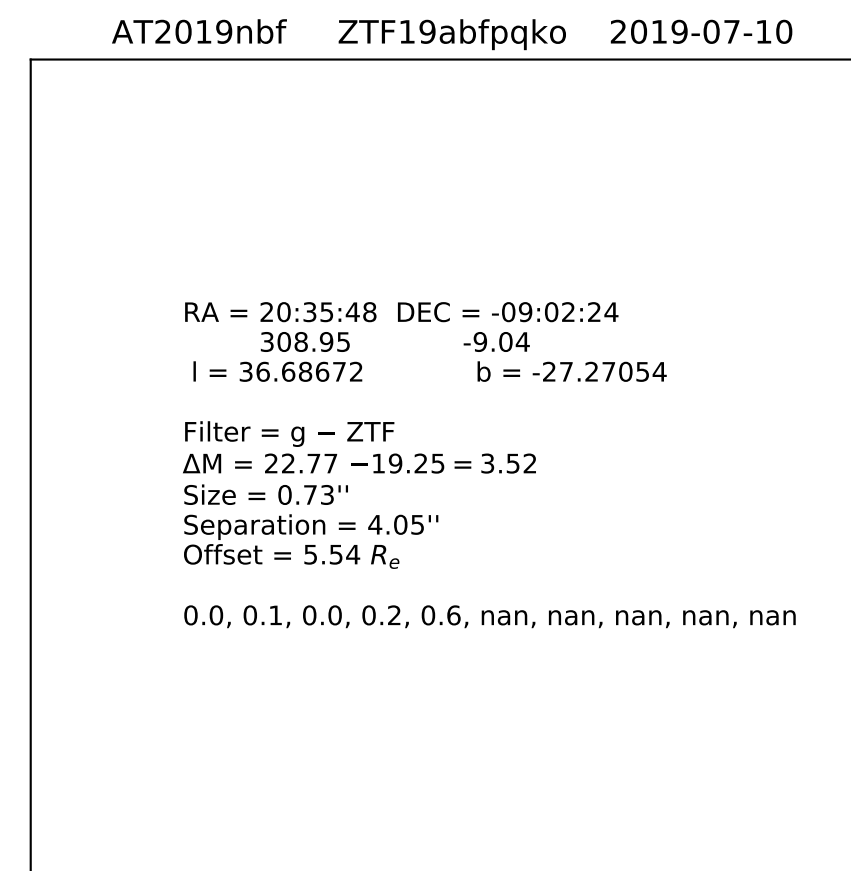 AT2019nbf ZTF19abfpqko 2019-07-10
RA = 20:35:48 DEC = -09:02:24
308.95 -9.04
l = 36.68672 b = -27.27054
Filter = g − ZTF
ΔM = 22.77 −19.25 = 3.52
Size = 0.73''
Separation = 4.05''
Offset = 5.54 Re
0.0, 0.1, 0.0, 0.2, 0.6, nan, nan, nan, nan, nan